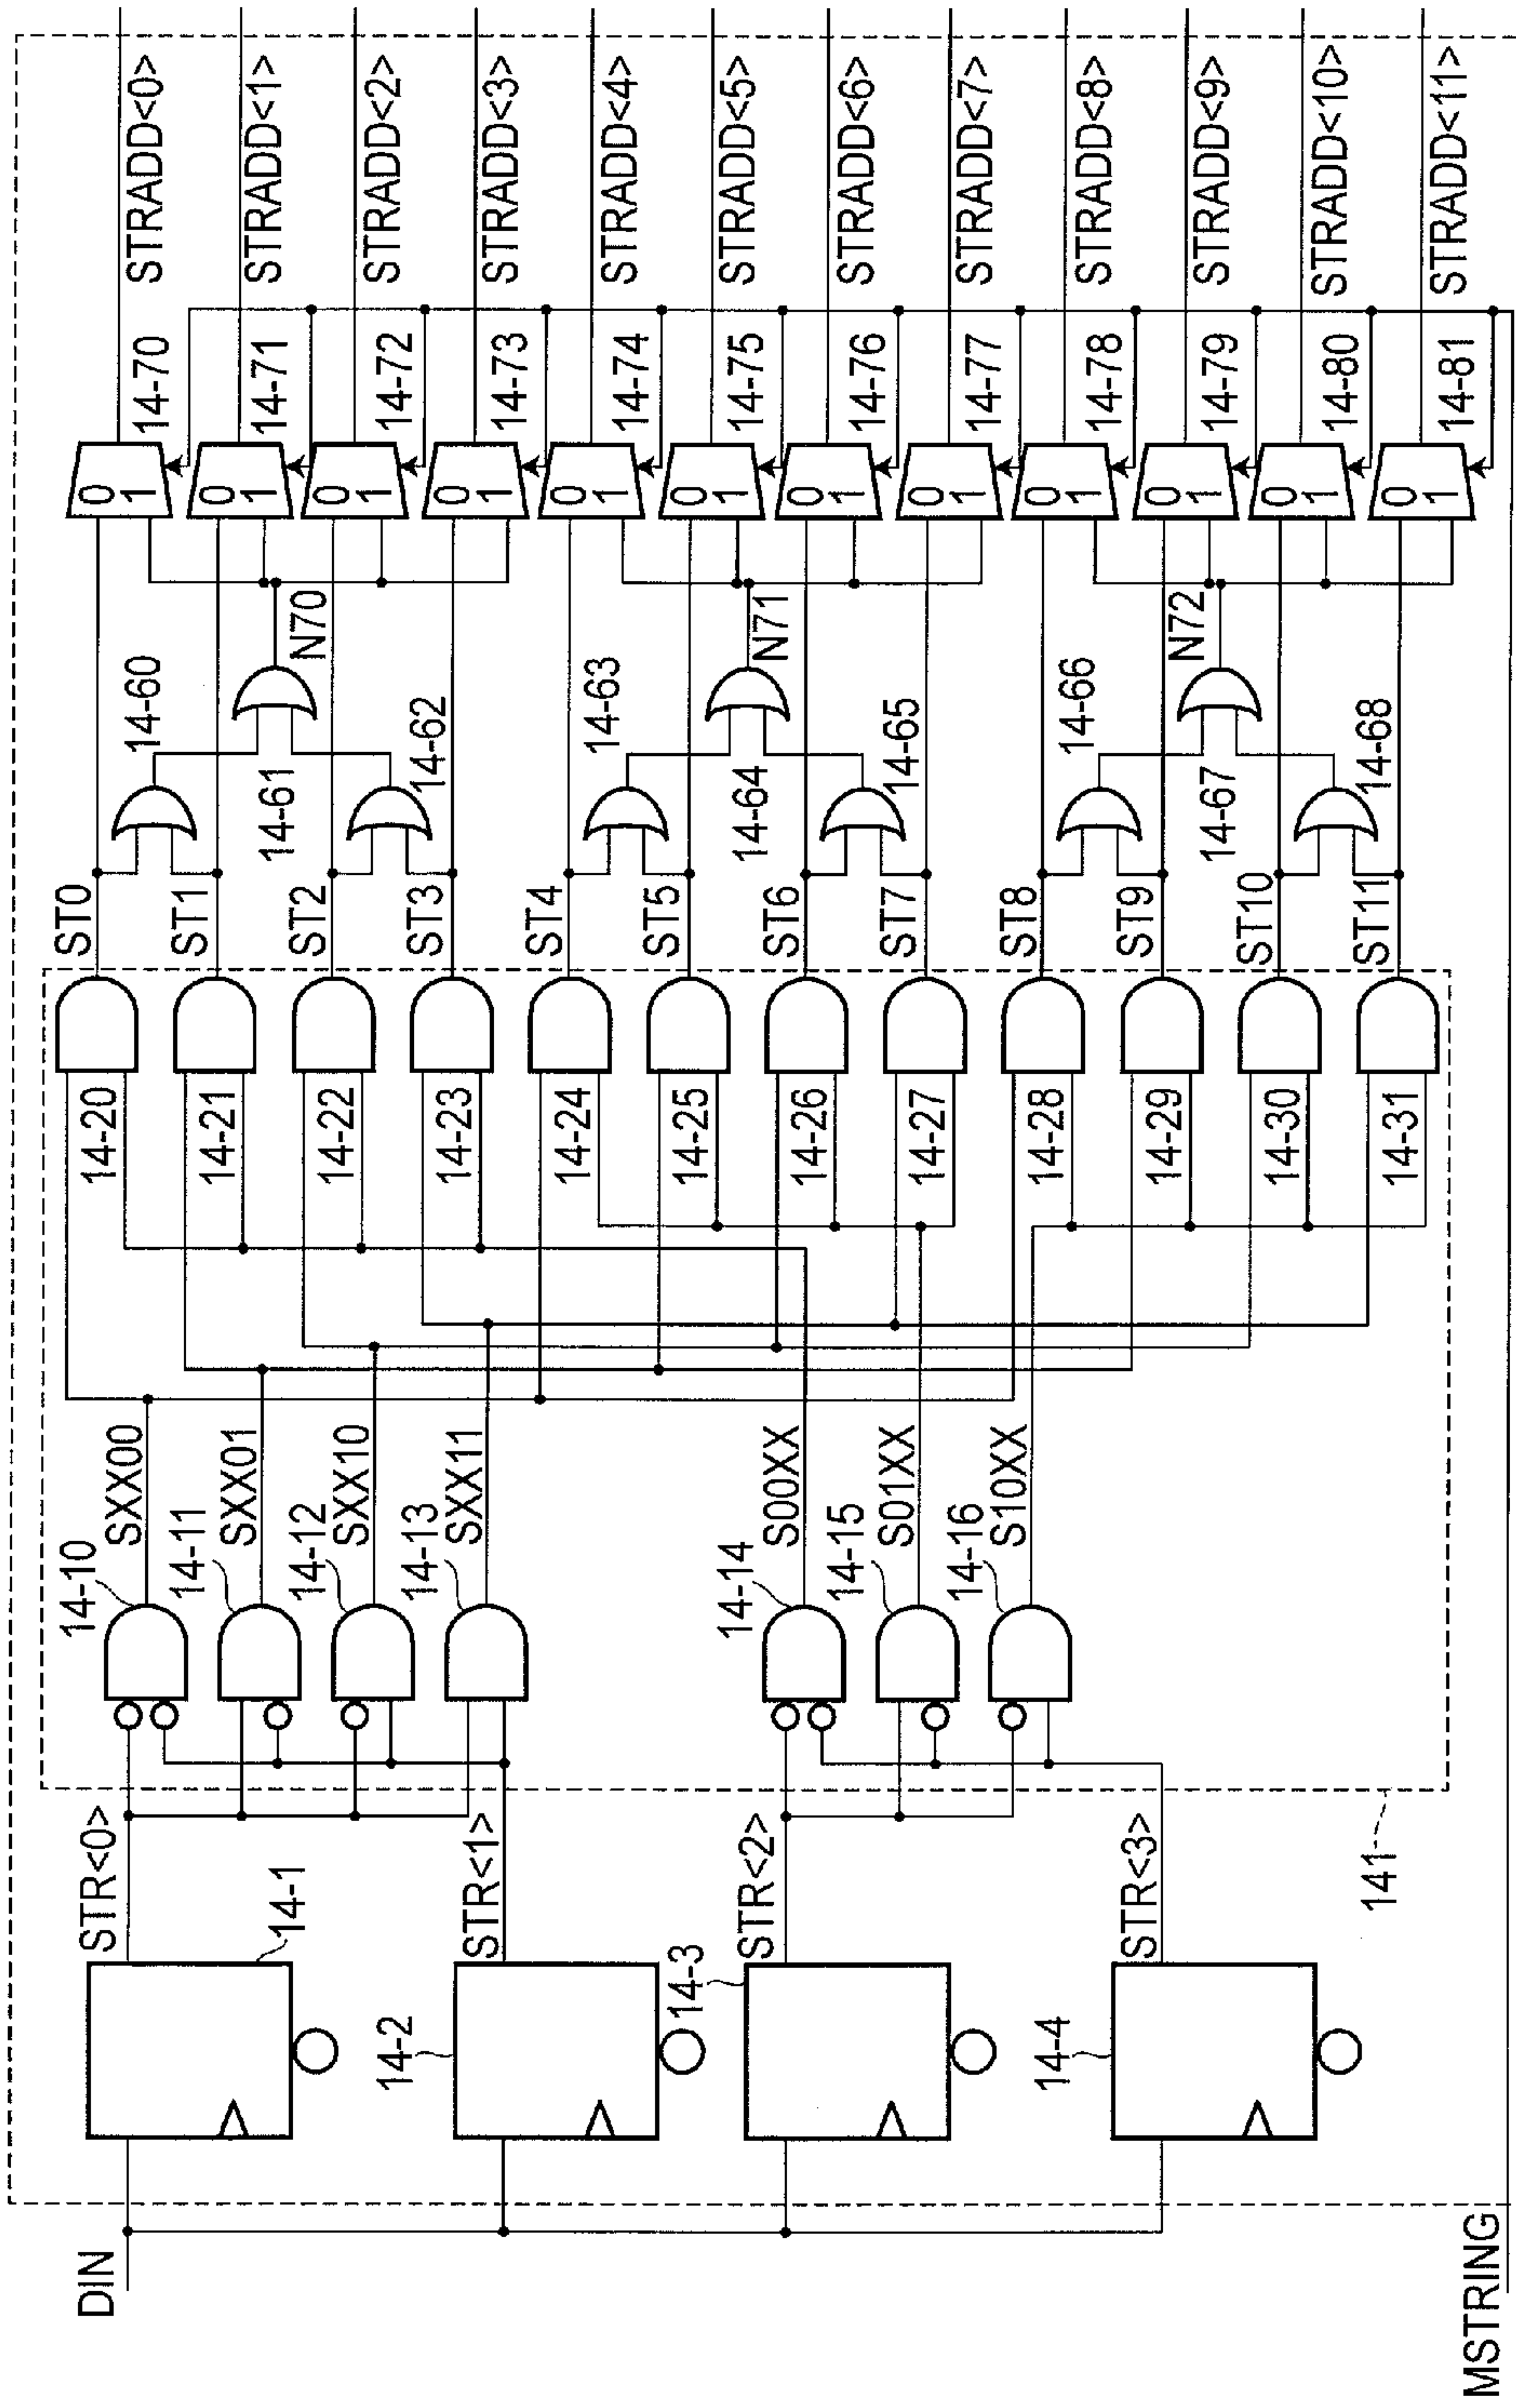 DIN
MSTRING
14-1
14-2
14-3
14-4
STR<0>
STR<1>
STR<2>
STR<3>
141
14-10
14-11
14-12
14-13
14-14
14-15
14-16
SXX00
SXX01
SXX10
SXX11
S00XX
S01XX
S10XX
14-20
14-21
14-22
14-23
14-24
14-25
14-26
14-27
14-28
14-29
14-30
14-31
ST0
ST1
ST2
ST3
ST4
ST5
ST6
ST7
ST8
ST9
ST10
ST11
14-60
14-61
14-62
14-63
14-64
14-65
14-66
14-67
14-68
N70
N71
N72
0 1
0 1
0 1
0 1
0 1
0 1
0 1
0 1
0 1
0 1
0 1
0 1
14-70
14-71
14-72
14-73
14-74
14-75
14-76
14-77
14-78
14-79
14-80
14-81
STRADD<0>
STRADD<1>
STRADD<2>
STRADD<3>
STRADD<4>
STRADD<5>
STRADD<6>
STRADD<7>
STRADD<8>
STRADD<9>
STRADD<10>
STRADD<11>